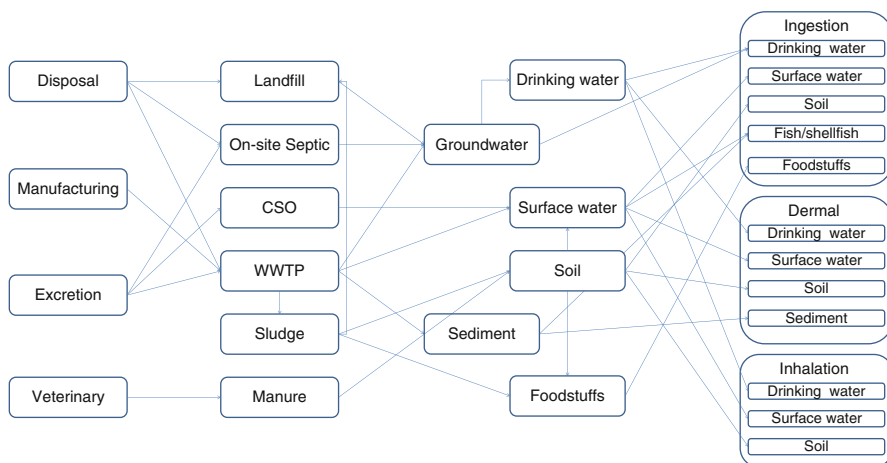 Disposal
Manufacturing
Excretion
Veterinary
Landfill
On-site Septic
CSO
WWTP
Sludge
Manure
Groundwater
Sediment
Drinking water
Surface water
Soil
Foodstuffs
Ingestion
Drinking water
Surface water
Soil
Fish/shellfish
Foodstuffs
Dermal
Drinking water
Surface water
Soil
Sediment
Inhalation
Drinking water
Surface water
Soil